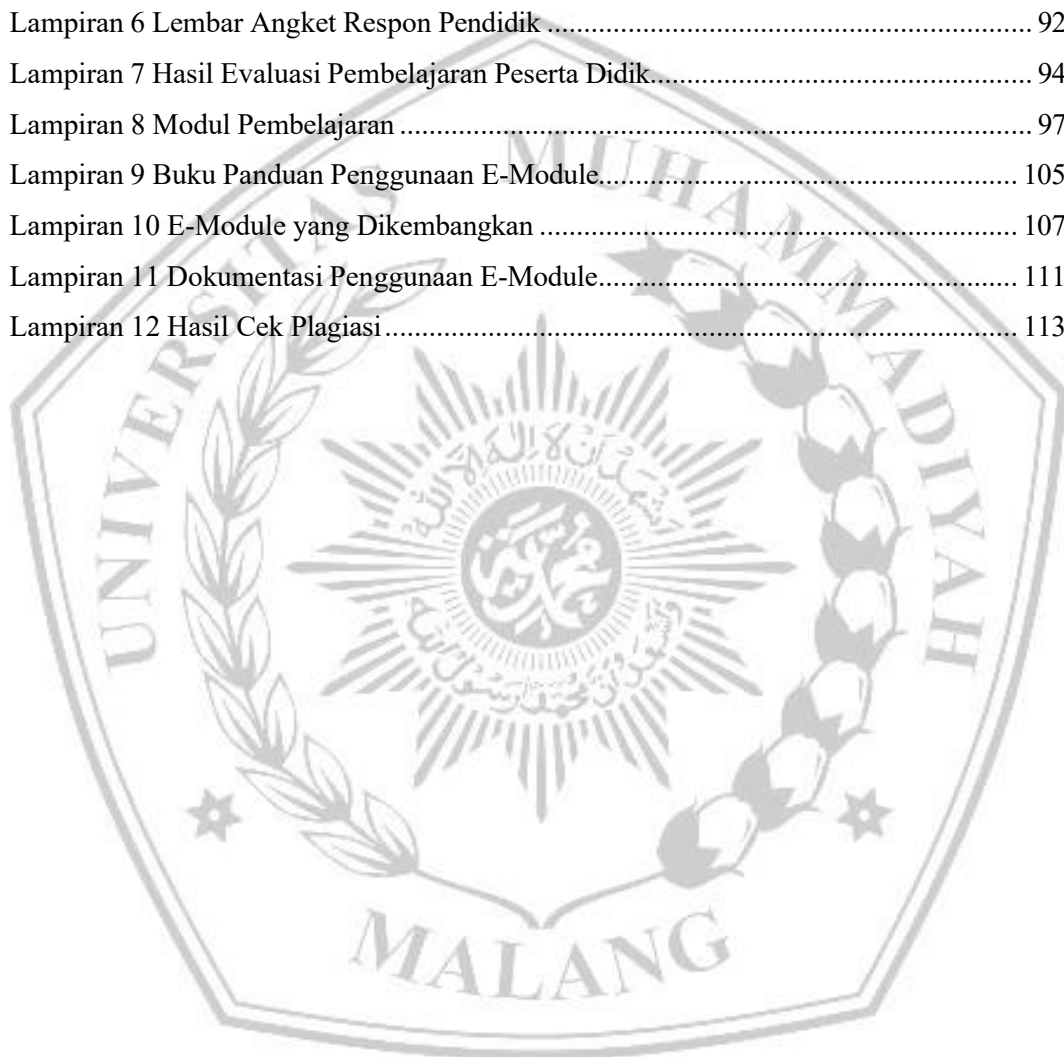 Lampiran 6 Lembar Angket Respon Pendidik ........................................................................ 92
Lampiran 7 Hasil Evaluasi Pembelajaran Peserta Didik....................................................... 94
Lampiran 8 Modul Pembelajaran .......................................................................................... 97
Lampiran 9 Buku Panduan Penggunaan E-Module............................................................. 105
Lampiran 10 E-Module yang Dikembangkan ..................................................................... 107
Lampiran 11 Dokumentasi Penggunaan E-Module............................................................. 111
Lampiran 12 Hasil Cek Plagiasi ........................................................................................... 113
UNIVERSITAS MUHAMMADIYAH
MALANG